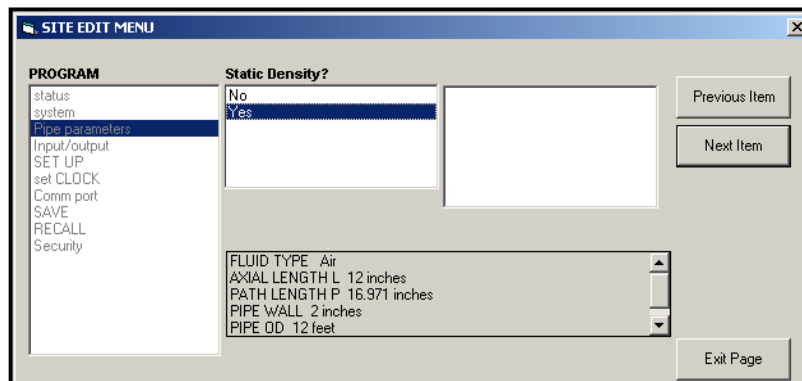 SITE EDIT MENU
PROGRAM
status
system
Pipe parameters
Input/output
SET UP
set CLOCK
Comm port
SAVE
RECALL
Security
Static Density?
No
Yes
Previous Item
Next Item
FLUID TYPE Air
AXIAL LENGTH L 12 inches
PATH LENGTH P 16.971 inches
PIPE WALL 2 inches
PIPE OD 12 feet
Exit Page